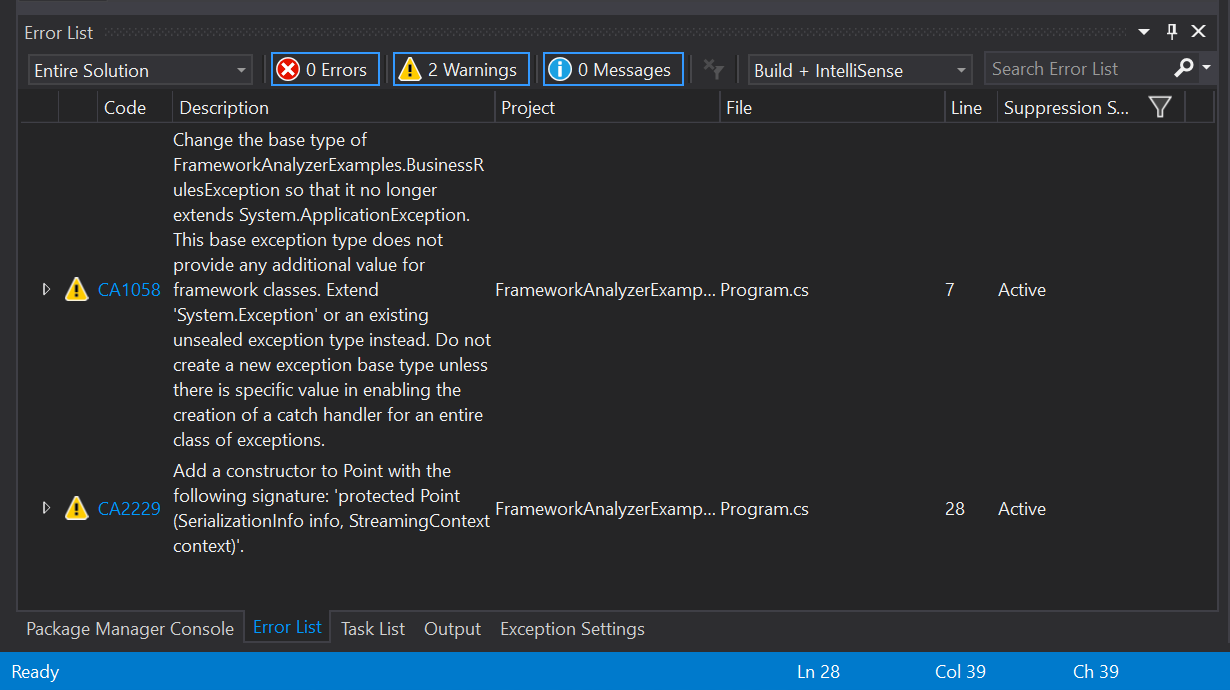 Error List
Entire Solution
0 Errors
2 Warnings
0 Messages
Build + IntelliSense
Search Error List
Code Description Project File Line Suppression S...
Change the base type of
FrameworkAnalyzerExamples.BusinessR
ulesException so that it no longer
extends System.ApplicationException.
This base exception type does not
provide any additional value for
CA1058 framework classes. Extend FrameworkAnalyzerExamp... Program.cs 7 Active
'System.Exception' or an existing
unsealed exception type instead. Do not
create a new exception base type unless
there is specific value in enabling the
creation of a catch handler for an entire
class of exceptions.
Add a constructor to Point with the
following signature: 'protected Point
CA2229 (SerializationInfo info, StreamingContext FrameworkAnalyzerExamp... Program.cs 28 Active
context)'.
Package Manager Console Error List Task List Output Exception Settings
Ready Ln 28 Col 39 Ch 39